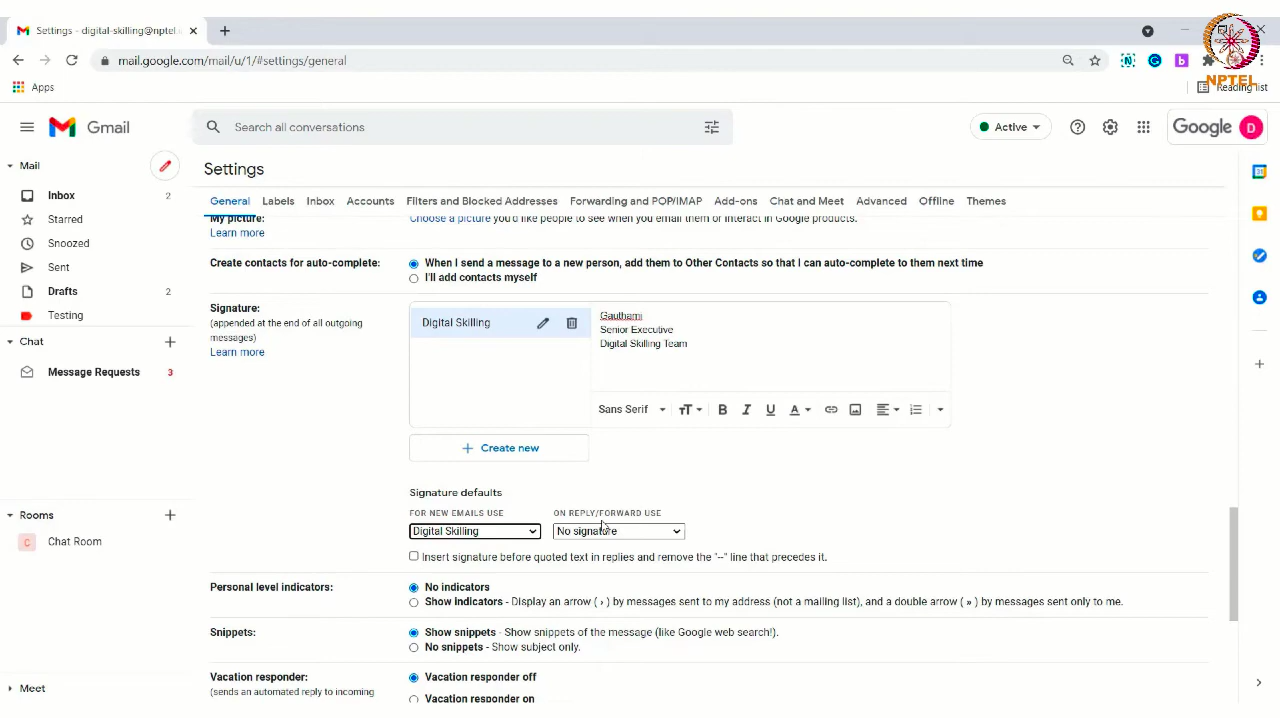 Settings - digital-skilling@nptel.
mail.google.com/mail/u/1/#settings/general
NPTEL
Apps
Reading list
Gmail
Search all conversations
Active
Google
D
Mail
Settings
Inbox 2
General Labels Inbox Accounts Filters and Blocked Addresses Forwarding and POP/IMAP Add-ons Chat and Meet Advanced Offline Themes
Starred
My picture:
Choose a picture you'd like people to see when you email them or interact in Google products.
Learn more
Snoozed
Sent
Create contacts for auto-complete:
When I send a message to a new person, add them to Other Contacts so that I can auto-complete to them next time
I'll add contacts myself
Drafts 2
Testing
Signature:
(appended at the end of all outgoing
messages)
Learn more
Digital Skilling
Gauthami
Senior Executive
Digital Skilling Team
Chat
Message Requests 3
Sans Serif
Create new
Signature defaults
FOR NEW EMAILS USE
ON REPLY/FORWARD USE
Digital Skilling
No signature
Insert signature before quoted text in replies and remove the "--" line that precedes it.
Rooms
C Chat Room
Personal level indicators:
No indicators
Show indicators - Display an arrow ( › ) by messages sent to my address (not a mailing list), and a double arrow ( » ) by messages sent only to me.
Snippets:
Show snippets - Show snippets of the message (like Google web search!).
No snippets - Show subject only.
Vacation responder:
(sends an automated reply to incoming
Vacation responder off
Vacation responder on
Meet